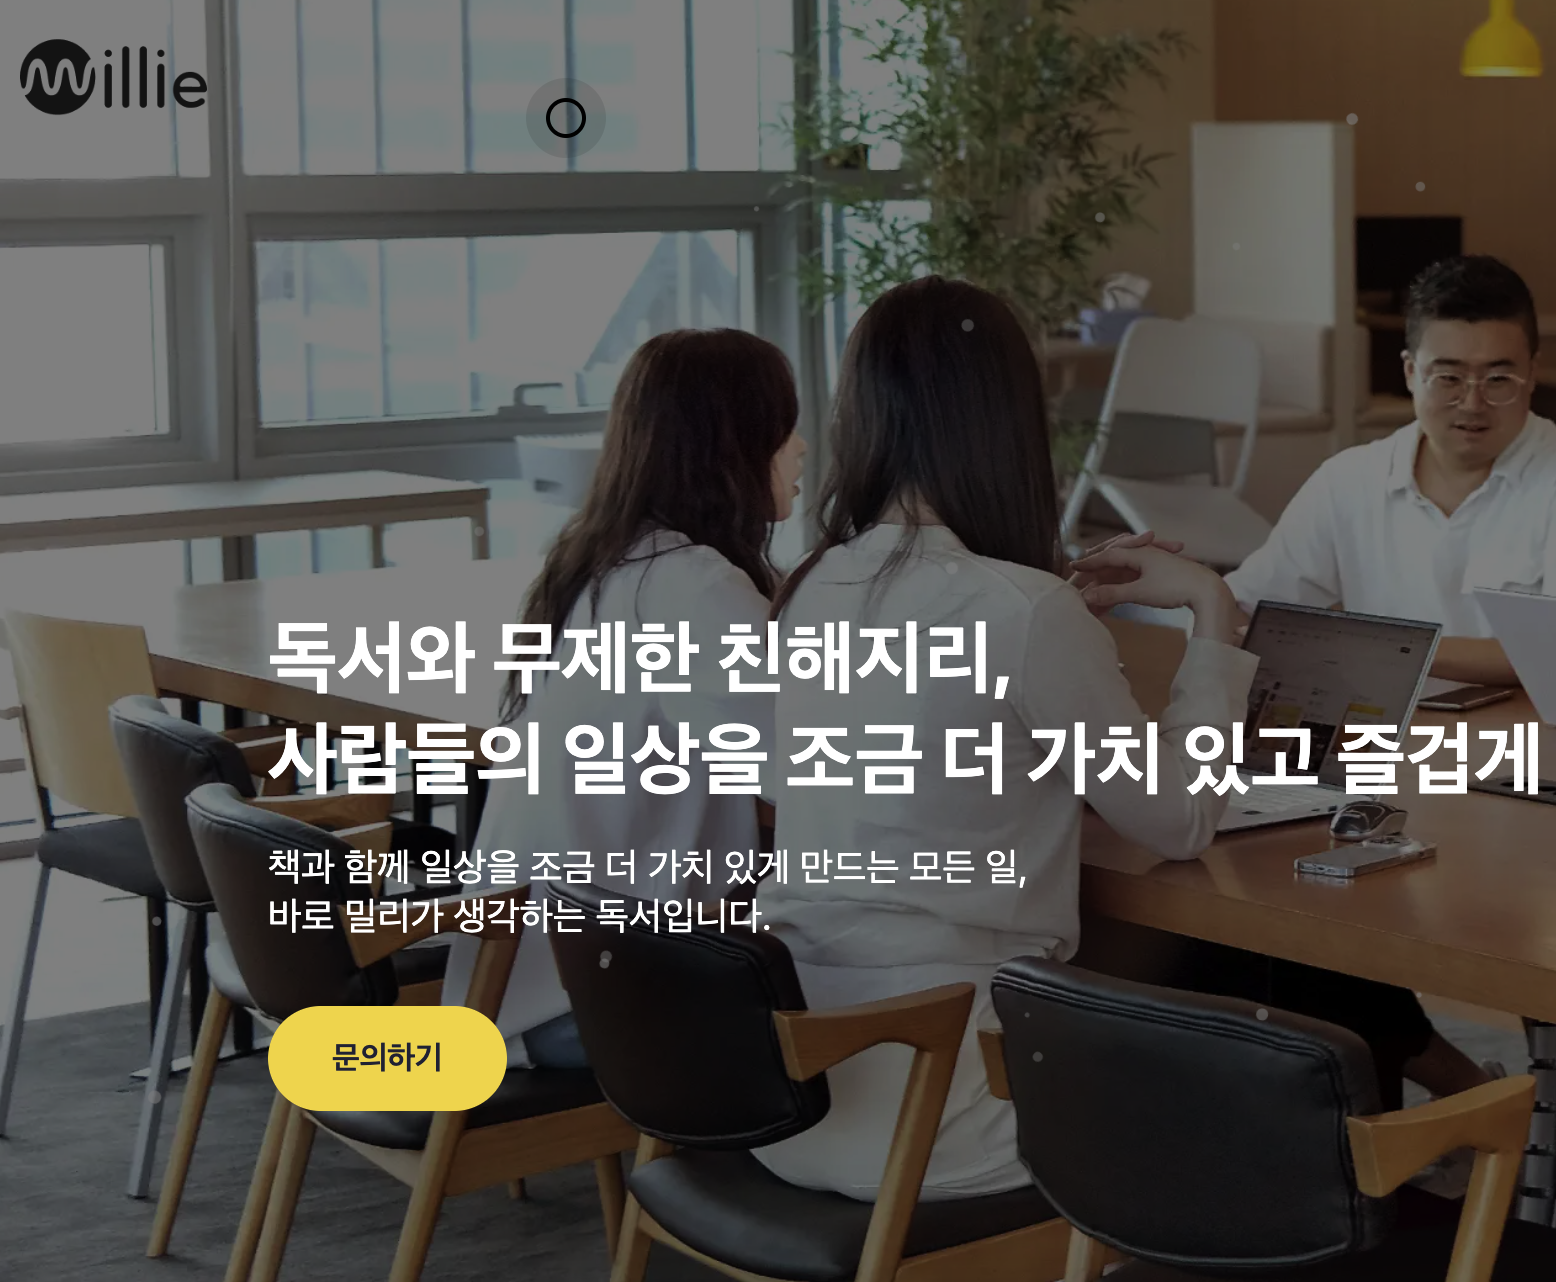 millie
독서와 무제한 친해지리,
사람들의 일상을 조금 더 가치 있고 즐겁게
책과 함께 일상을 조금 더 가치 있게 만드는 모든 일,
바로 밀리가 생각하는 독서입니다.
문의하기